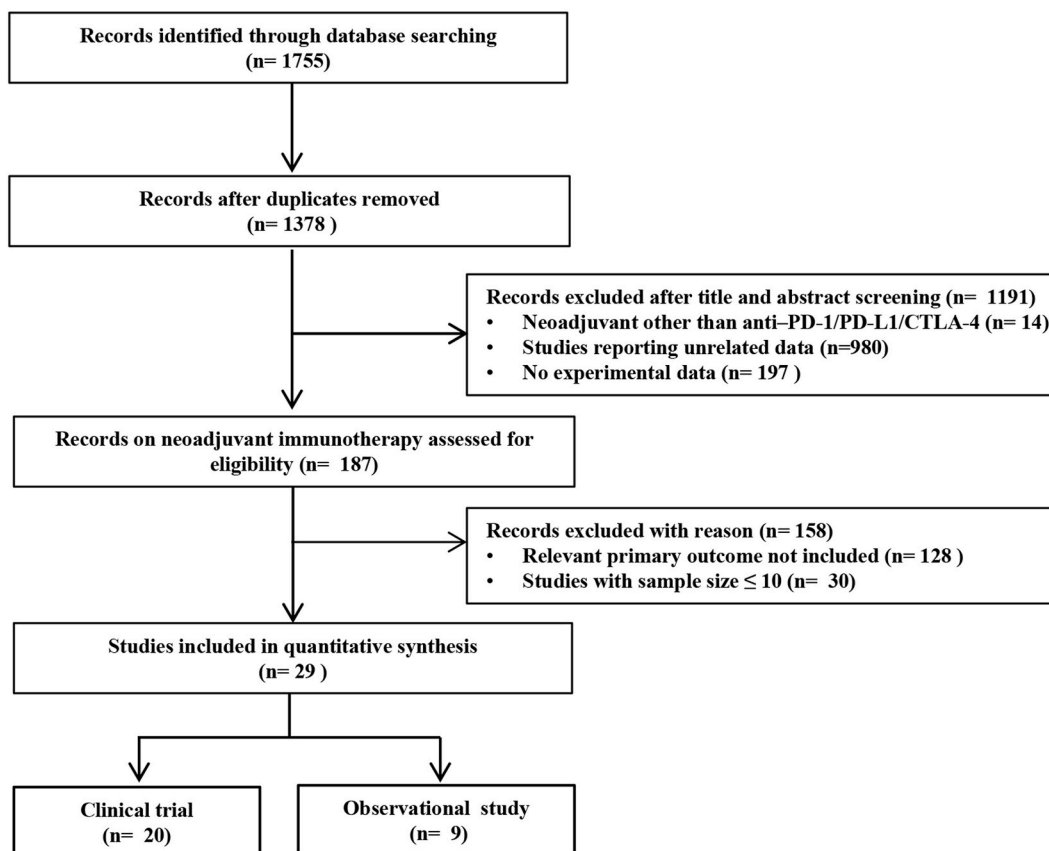 Records identified through database searching
(n= 1755)
Records after duplicates removed
(n= 1378 )
Records excluded after title and abstract screening (n=  1191)
•   Neoadjuvant other than anti–PD-1/PD-L1/CTLA-4 (n= 14)
•   Studies reporting unrelated data (n=980)
•   No experimental data (n= 197 )
Records on neoadjuvant immunotherapy assessed for
eligibility (n=  187)
Records excluded with reason (n= 158)
•   Relevant primary outcome not included (n= 128 )
•   Studies with sample size ≤ 10 (n=  30)
Studies included in quantitative synthesis
(n= 29 )
Clinical trial
(n=  20)
Observational  study
(n=  9)